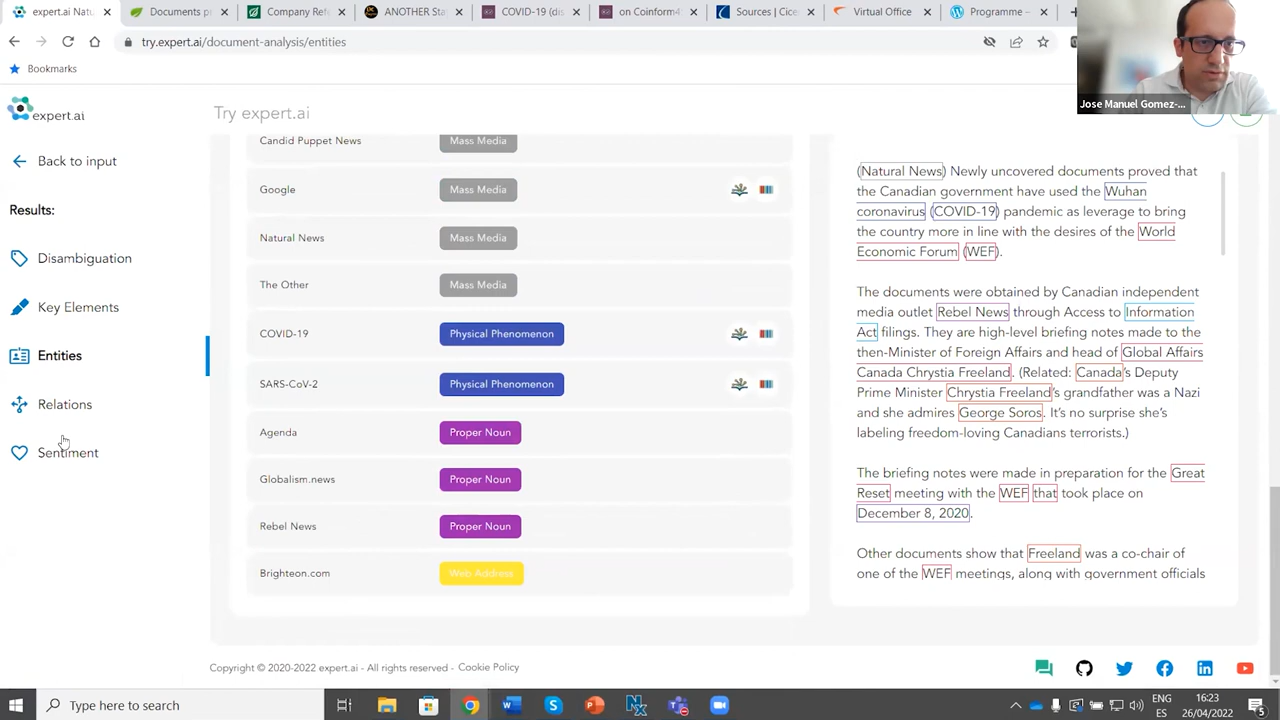 expert.ai Natu
Documents p
Company Ref
ANOTHER Sta
COVID-19 (di
on Coinform4
Sources | Cice
Virtual Office
Programme –
try.expert.ai/document-analysis/entities
Bookmarks
Jose Manuel Gomez-...
expert.ai
Try expert.ai
Back to input
Results:
Disambiguation
Key Elements
Entities
Relations
Sentiment
Candid Puppet News Mass Media
Google Mass Media
Natural News Mass Media
The Other Mass Media
COVID-19 Physical Phenomenon
SARS-CoV-2 Physical Phenomenon
Agenda Proper Noun
Globalism.news Proper Noun
Rebel News Proper Noun
Brighteon.com Web Address
(Natural News) Newly uncovered documents proved that
the Canadian government have used the Wuhan
coronavirus (COVID-19) pandemic as leverage to bring
the country more in line with the desires of the World
Economic Forum (WEF).
The documents were obtained by Canadian independent
media outlet Rebel News through Access to Information
Act filings. They are high-level briefing notes made to the
then-Minister of Foreign Affairs and head of Global Affairs
Canada Chrystia Freeland. (Related: Canada's Deputy
Prime Minister Chrystia Freeland's grandfather was a Nazi
and she admires George Soros. It's no surprise she's
labeling freedom-loving Canadians terrorists.)
The briefing notes were made in preparation for the Great
Reset meeting with the WEF that took place on
December 8, 2020.
Other documents show that Freeland was a co-chair of
one of the WEF meetings, along with government officials
Copyright © 2020-2022 expert.ai - All rights reserved - Cookie Policy
Type here to search
ENG
ES
16:23
26/04/2022
5